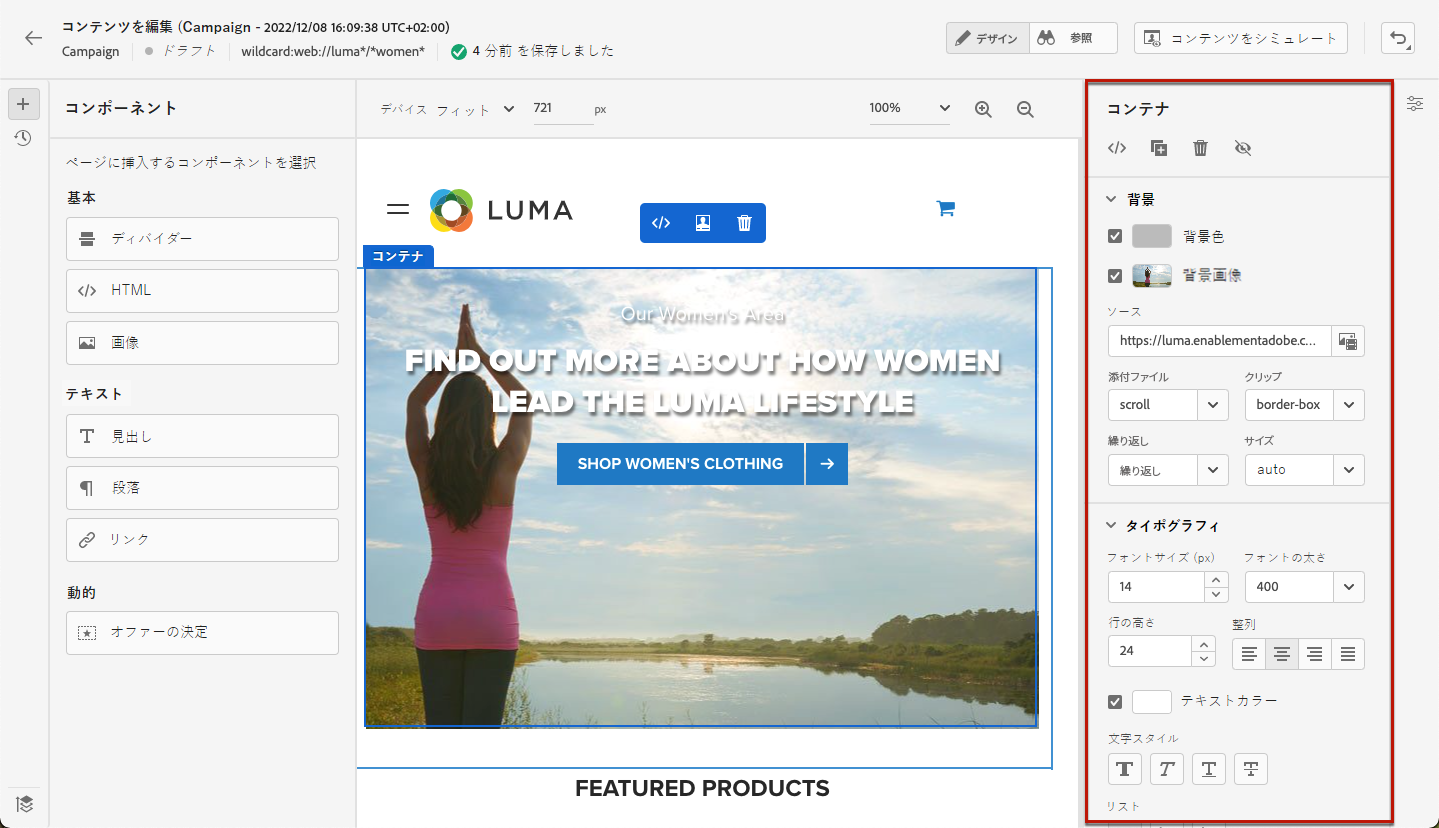 コンテンツを編集 (Campaign - 2022/12/08 16:09:38 UTC+02:00)
Campaign ドラフト wildcard:web://luma*/*women* 4 分前 を保存しました
デザイン 参照 コンテンツをシミュレート
コンポーネント
ページに挿入するコンポーネントを選択
基本
ディバイダー
HTML
画像
テキスト
見出し
段落
リンク
動的
オファーの決定
デバイス フィット 721 px 100%
LUMA
コンテナ
Our Women's Area
FIND OUT MORE ABOUT HOW WOMEN
LEAD THE LUMA LIFESTYLE
SHOP WOMEN'S CLOTHING
FEATURED PRODUCTS
コンテナ
背景
背景色
背景画像
ソース
https://luma.enablementadobe.c...
添付ファイル クリップ
scroll border-box
繰り返し サイズ
繰り返し auto
タイポグラフィ
フォントサイズ (px) フォントの太さ
14 400
行の高さ 整列
24
テキストカラー
文字スタイル
T T T T
リスト